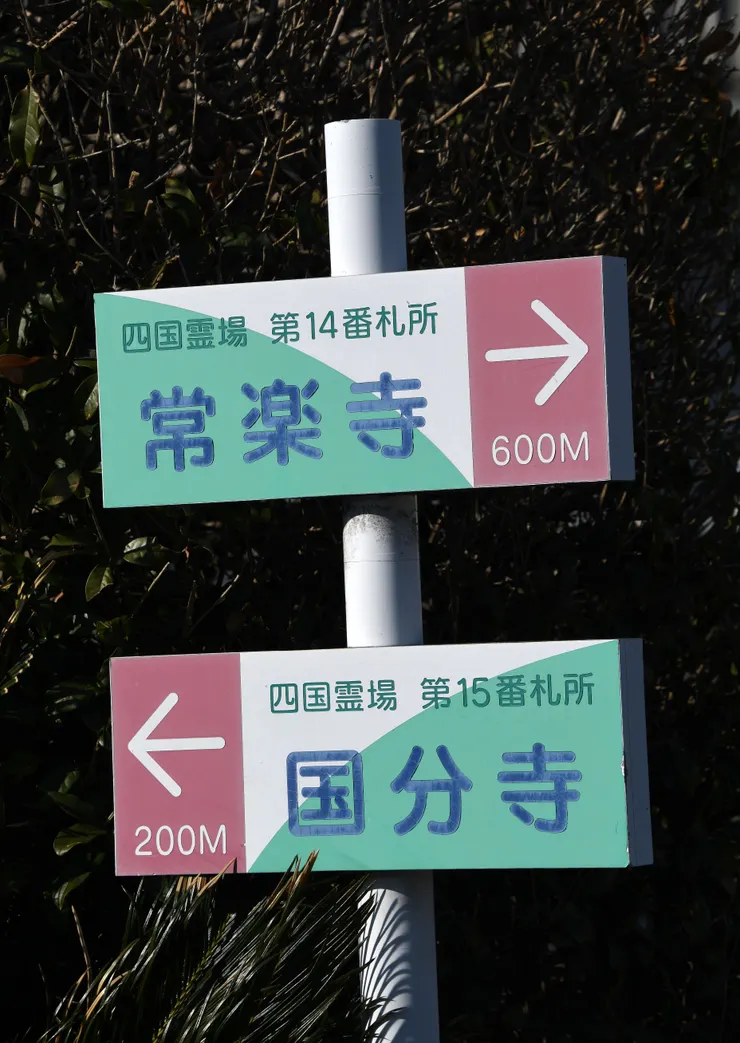 四国霊場 第14番札所
常楽寺
600M
四国霊場 第15番札所
国分寺
200M